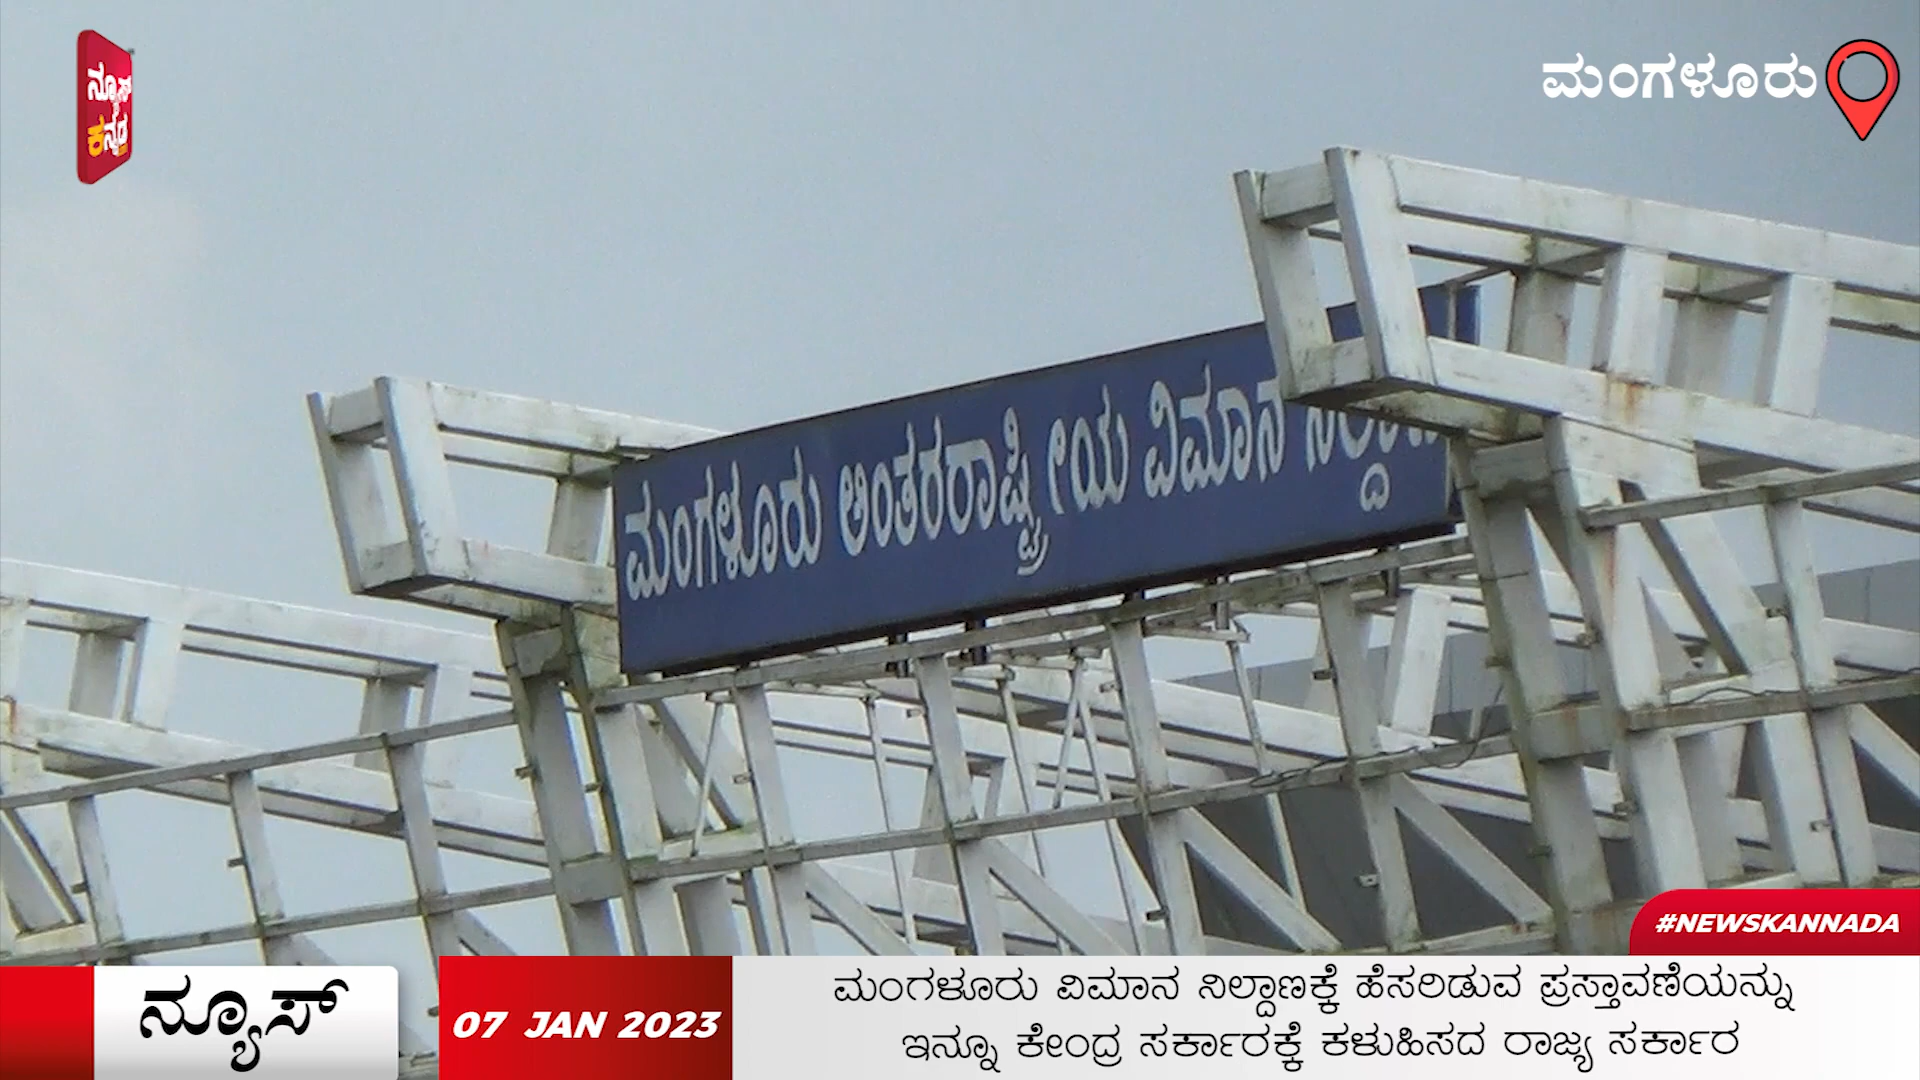 ನ್ಯೂಸ್
ಕನ್ನಡ
ಮಂಗಳೂರು
ಮಂಗಳೂರು ಅಂತರರಾಷ್ಟ್ರೀಯ ವಿಮಾನ
#NEWSKANNADA
ನ್ಯೂಸ್
07 JAN 2023
ಮಂಗಳೂರು ವಿಮಾನ ನಿಲ್ದಾಣಕ್ಕೆ ಹೆಸರಿಡುವ ಪ್ರಸ್ತಾವಣೆಯನ್ನು
ಇನ್ನೂ ಕೇಂದ್ರ ಸರ್ಕಾರಕ್ಕೆ ಕಳುಹಿಸದ ರಾಜ್ಯ ಸರ್ಕಾರ